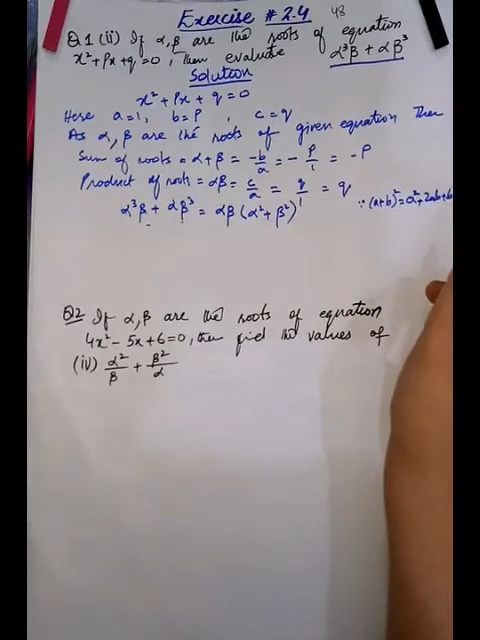 Exercise # 2.4
48
Q1 (ii) If α,β are the roots of equation
x²+Px+q=0, Then evaluate α³β + αβ³
Solution
x² + Px + q = 0
Here a=1, b=P , c=q
As α, β are the roots of given equation Then
Sum of roots = α+β = -b/a = - P/1 = -P
Product of roots = αβ = c/a = q/1 = q
α³β + αβ³ = αβ (α² + β²)
∵ (a+b)² = a²+2ab+b
Q2 If α,β are the roots of equation
4x² - 5x + 6 = 0, then find the values of
(iv) α²/β + β²/α